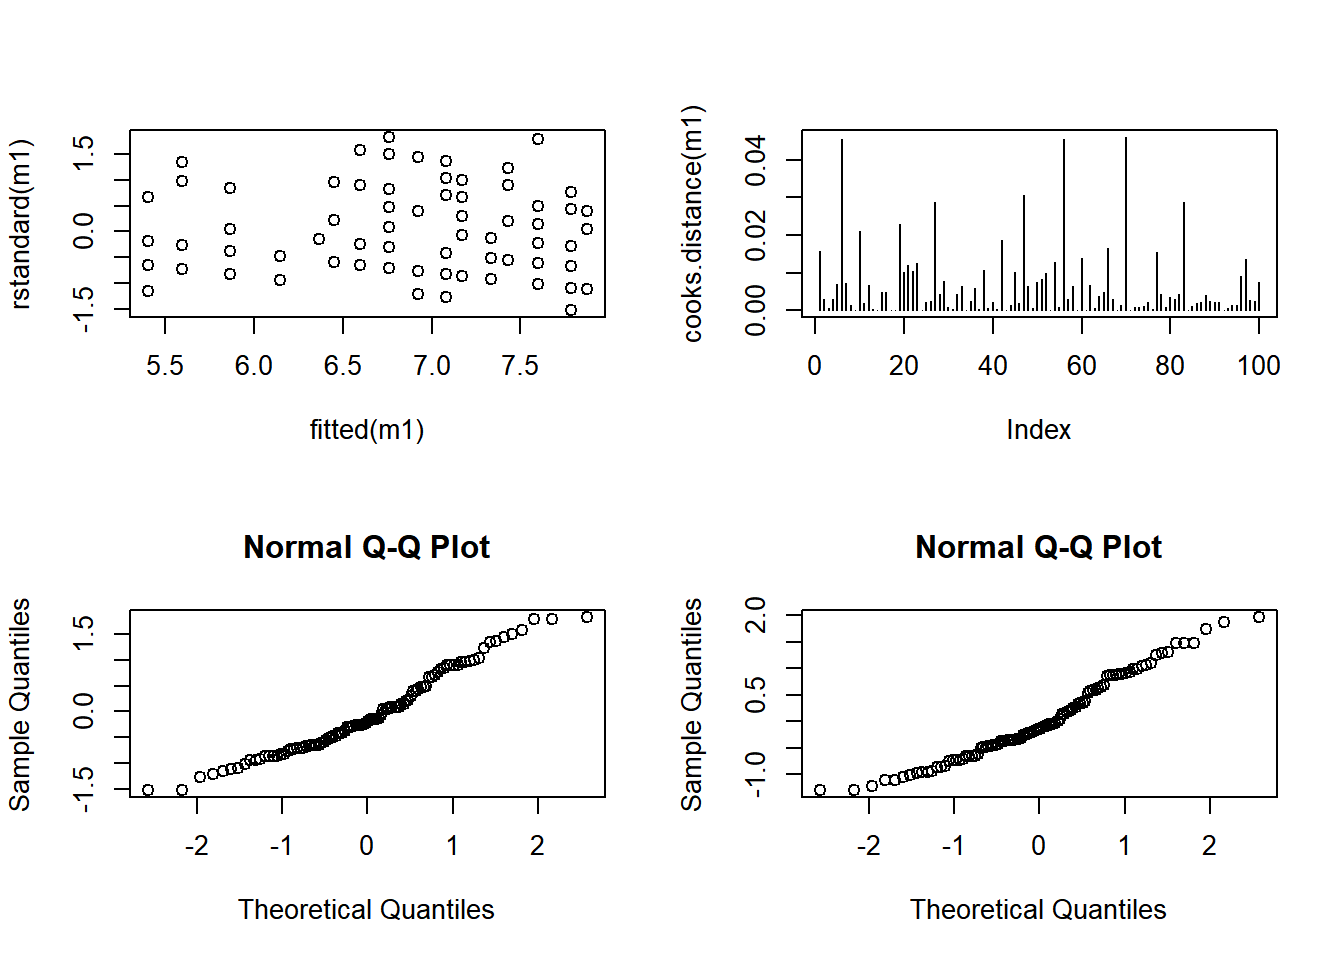 rstandard(m1)
-1.5 0.0 1.5
5.5 6.0 6.5 7.0 7.5
fitted(m1)
cooks.distance(m1)
0.00 0.02 0.04
0 20 40 60 80 100
Index
Normal Q-Q Plot
Sample Quantiles
-1.5 0.0 1.5
-2 -1 0 1 2
Theoretical Quantiles
Normal Q-Q Plot
Sample Quantiles
-1.0 0.5 2.0
-2 -1 0 1 2
Theoretical Quantiles